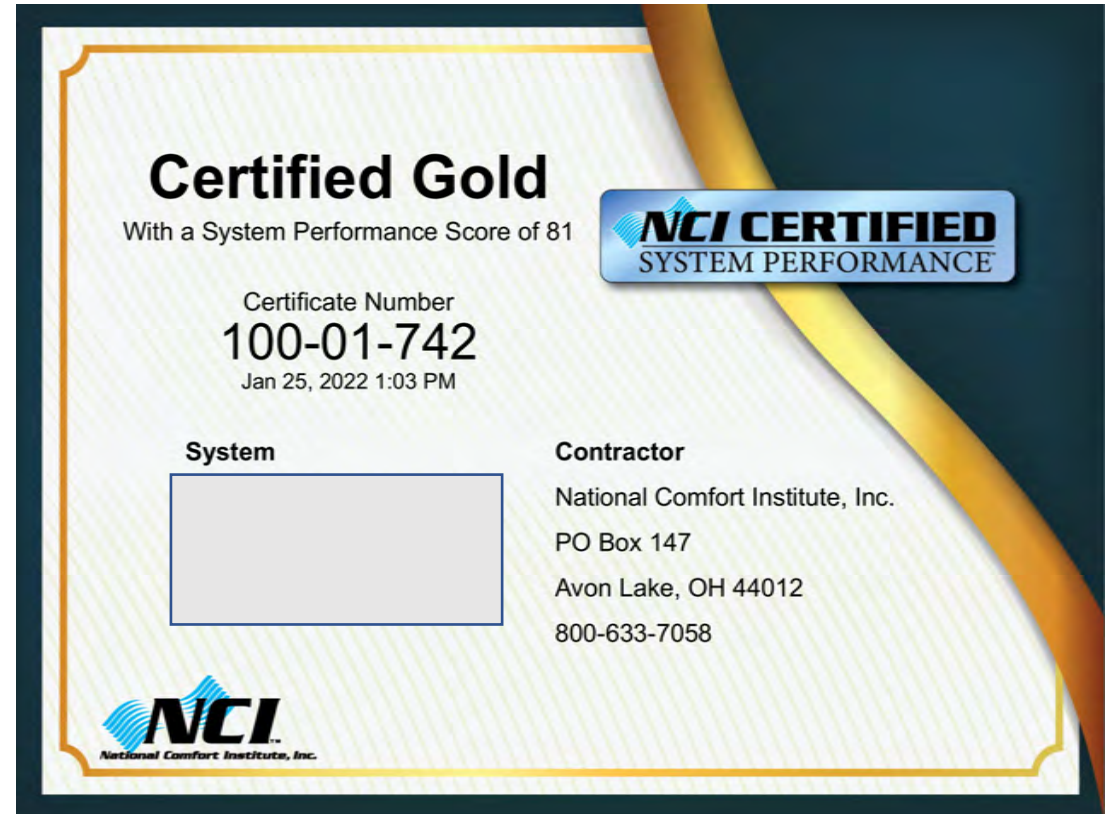 Certified Gold
With a System Performance Score of 81
NCI CERTIFIED
SYSTEM PERFORMANCE™
Certificate Number
100-01-742
Jan 25, 2022 1:03 PM
System
Contractor
National Comfort Institute, Inc.
PO Box 147
Avon Lake, OH 44012
800-633-7058
NCI™
National Comfort Institute, Inc.